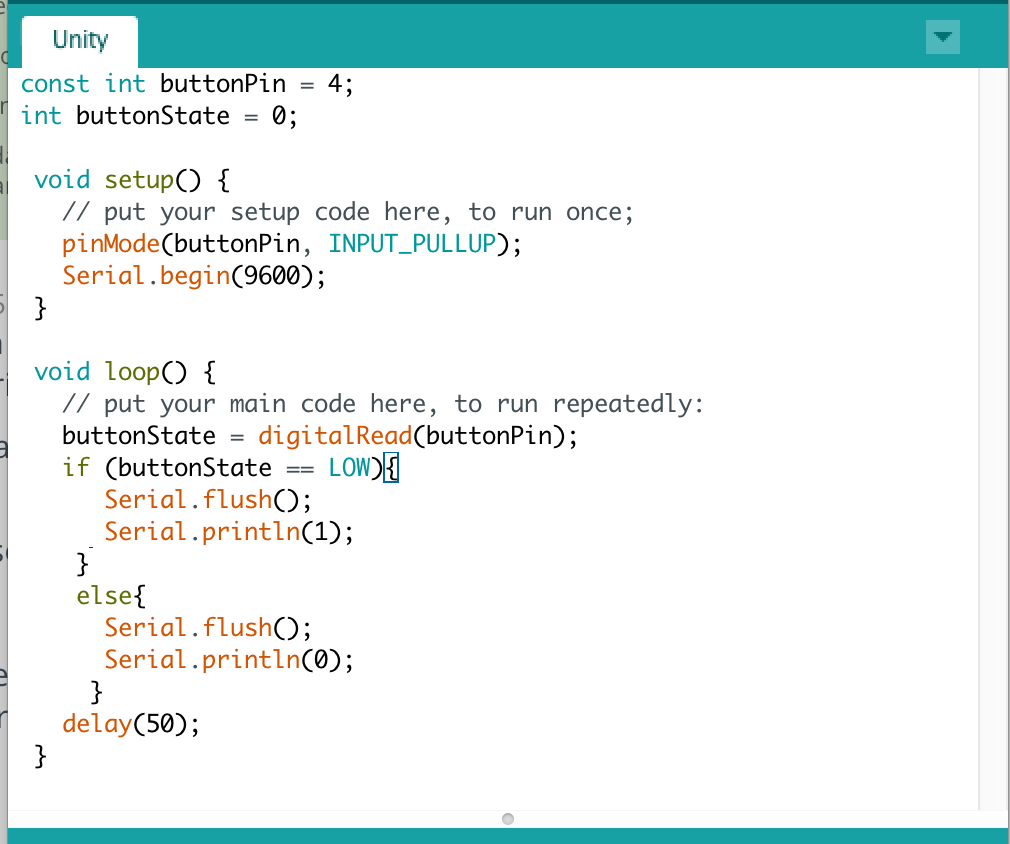 Unity
const int buttonPin = 4;
int buttonState = 0;
void setup() {
// put your setup code here, to run once;
pinMode(buttonPin, INPUT_PULLUP);
Serial.begin(9600);
}
void loop() {
// put your main code here, to run repeatedly:
buttonState = digitalRead(buttonPin);
if (buttonState == LOW){
Serial.flush();
Serial.println(1);
}
else{
Serial.flush();
Serial.println(0);
}
delay(50);
}